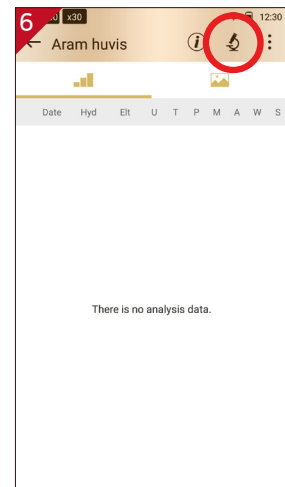 6
x30
12:30
← Aram huvis
Date Hyd Elt U T P M A W S
There is no analysis data.